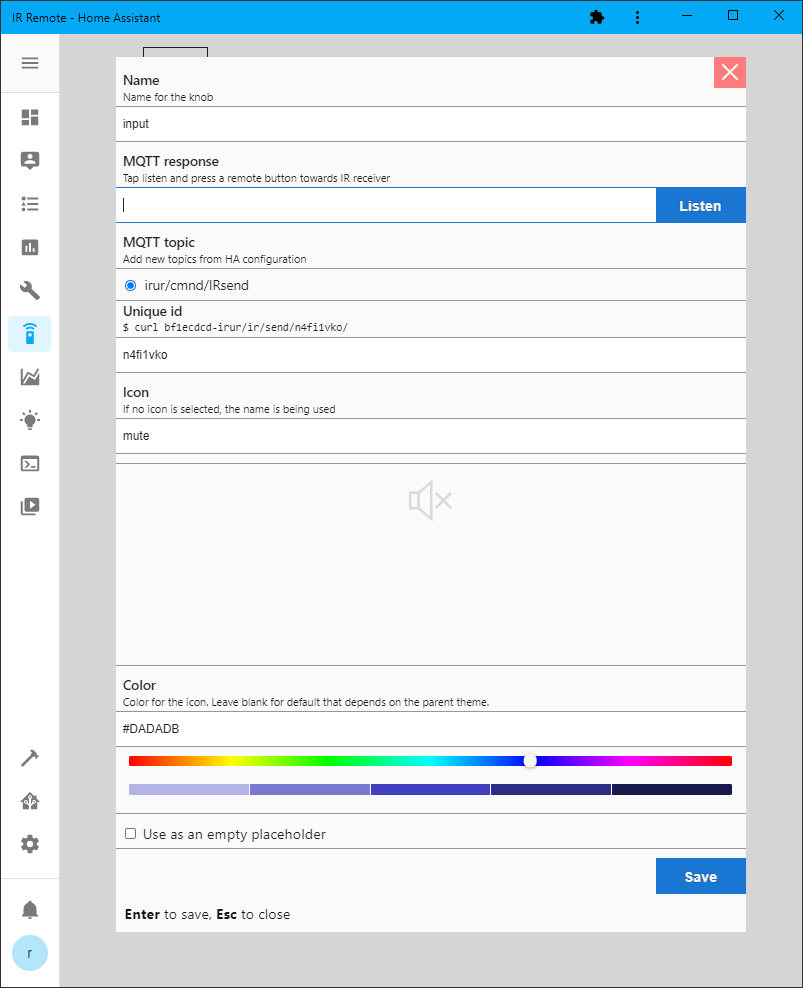 IR Remote - Home Assistant
Name
Name for the knob
input
MQTT response
Tap listen and press a remote button towards IR receiver
Listen
MQTT topic
Add new topics from HA configuration
irur/cmnd/IRsend
Unique id
$ curl bf1ecdcd-irur/ir/send/n4fi1vko/
n4fi1vko
Icon
If no icon is selected, the name is being used
mute
Color
Color for the icon. Leave blank for default that depends on the parent theme.
#DADADB
Use as an empty placeholder
Save
Enter to save, Esc to close
r